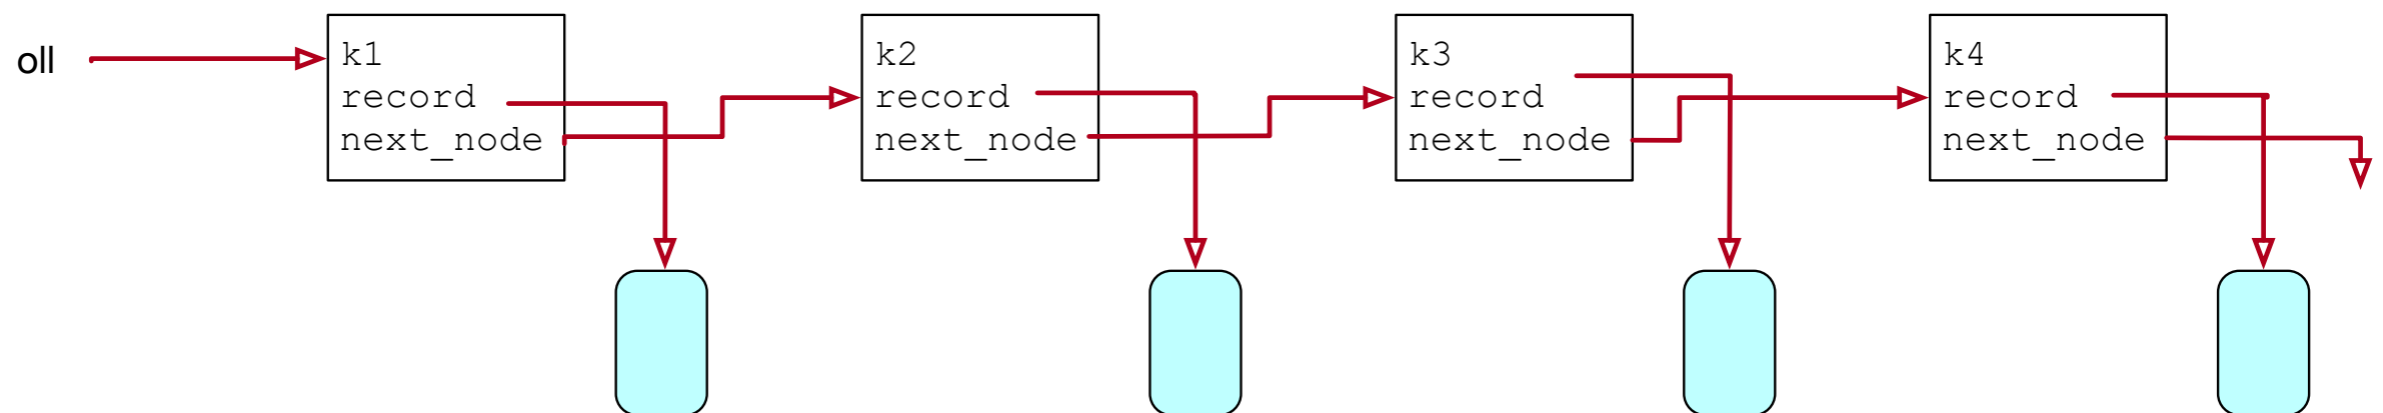 oll
k1
record
next_node
k2
record
next_node
k3
record
next_node
k4
record
next_node